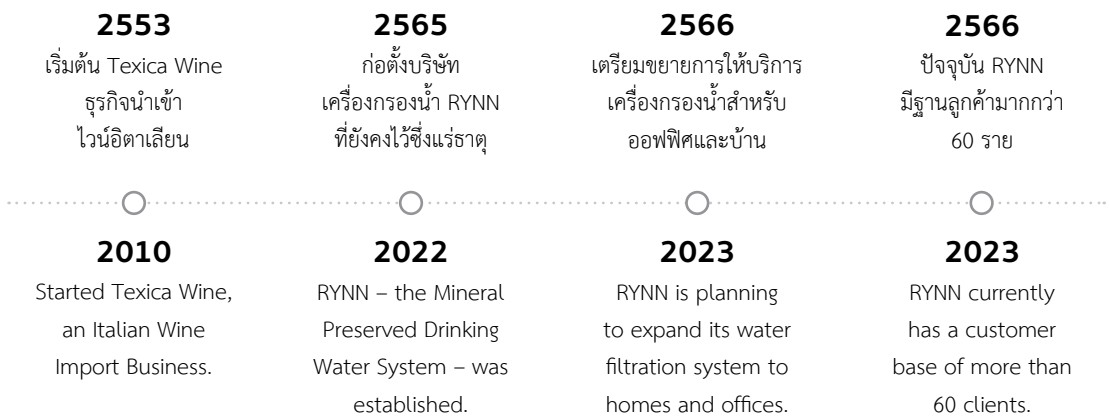 2553
เริ่มต้น Texica Wine
ธุรกิจนำเข้า
ไวน์อิตาเลียน
2565
ก่อตั้งบริษัท
เครื่องกรองน้ำ RYNN
ที่ยังคงไว้ซึ่งแร่ธาตุ
2566
เตรียมขยายการให้บริการ
เครื่องกรองน้ำสำหรับ
ออฟฟิศและบ้าน
2566
ปัจจุบัน RYNN
มีฐานลูกค้ามากกว่า
60 ราย
2010
Started Texica Wine,
an Italian Wine
Import Business.
2022
RYNN – the Mineral
Preserved Drinking
Water System – was
established.
2023
RYNN is planning
to expand its water
filtration system to
homes and offices.
2023
RYNN currently
has a customer
base of more than
60 clients.